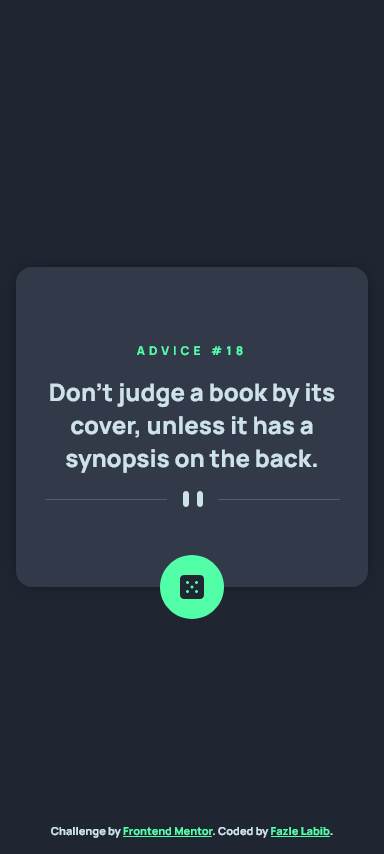 ADVICE #18
Don’t judge a book by its
cover, unless it has a
synopsis on the back.
Challenge by Frontend Mentor. Coded by Fazle Labib.